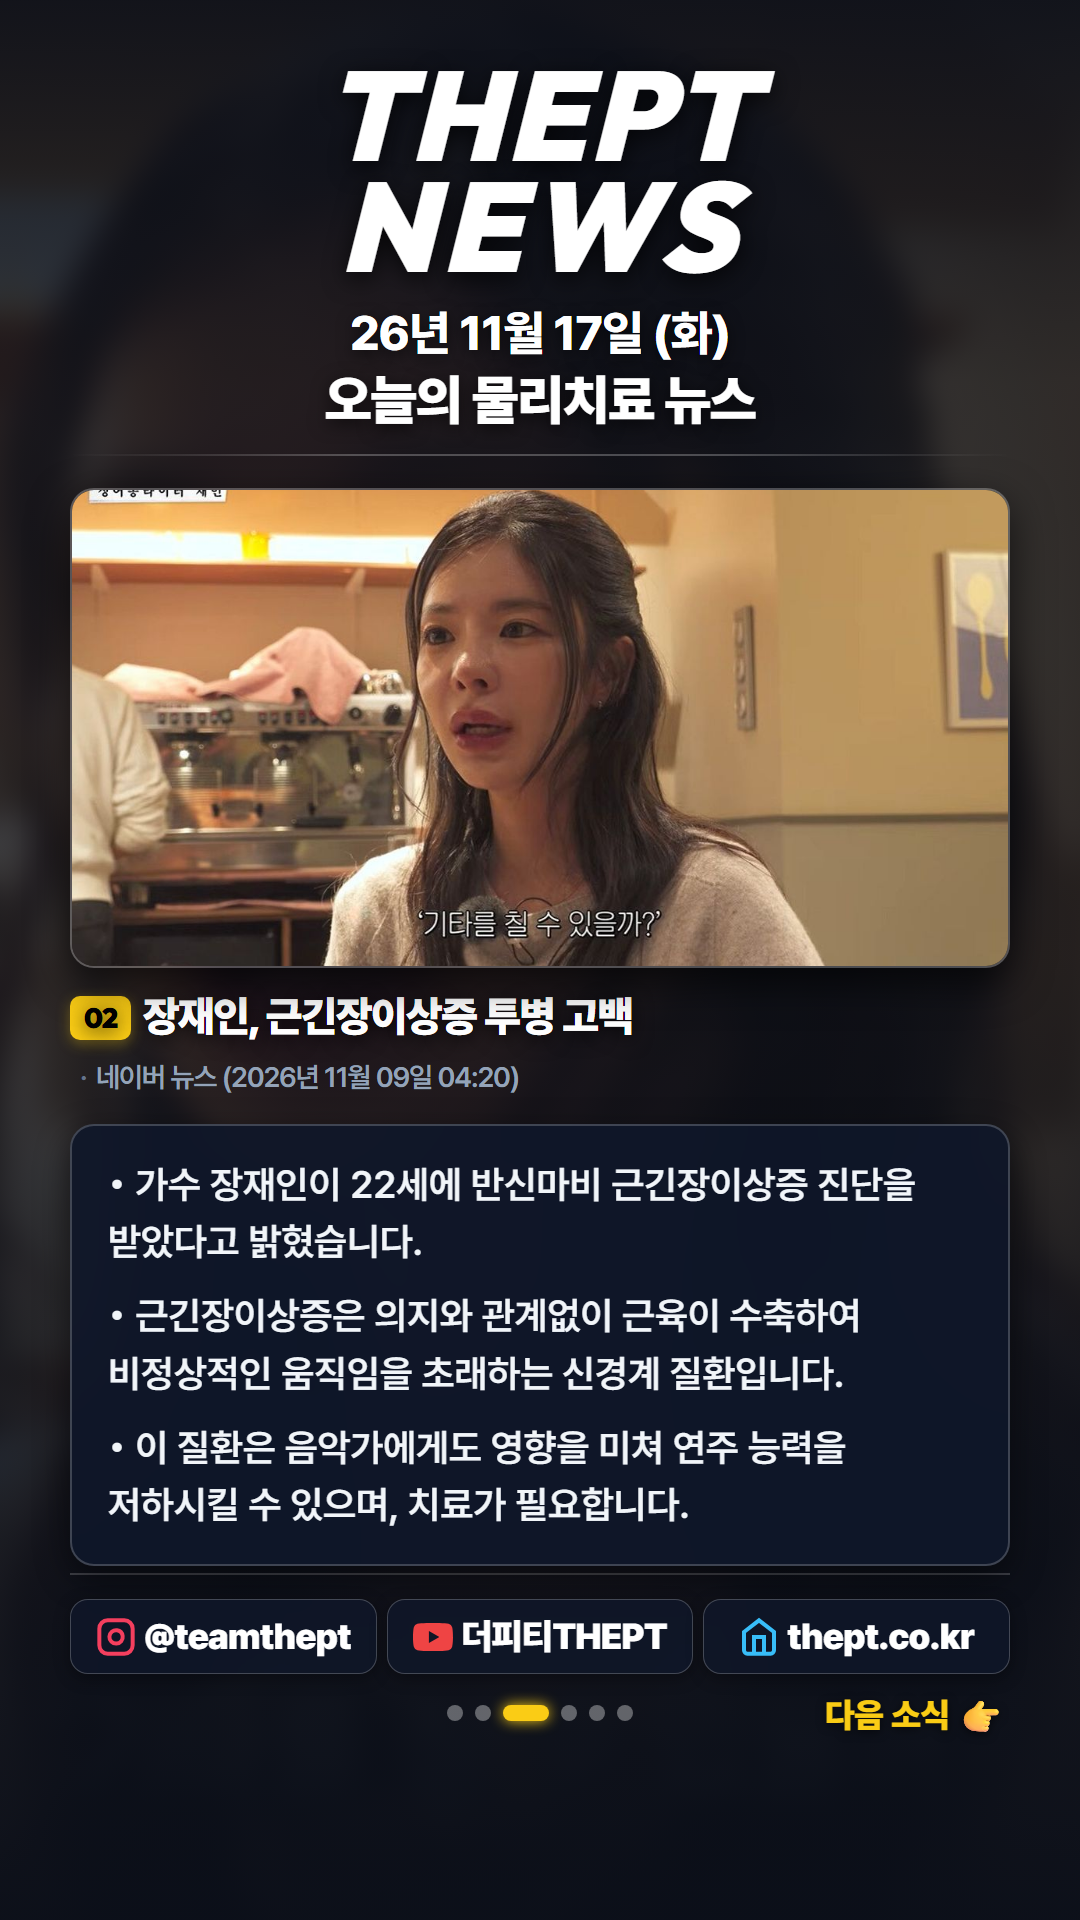 THEPT
NEWS
26년 11월 17일 (화)
오늘의 물리치료 뉴스
'기타를 칠 수 있을까?'
02 장재인, 근긴장이상증 투병 고백
· 네이버 뉴스 (2026년 11월 09일 04:20)
• 가수 장재인이 22세에 반신마비 근긴장이상증 진단을
받았다고 밝혔습니다.
• 근긴장이상증은 의지와 관계없이 근육이 수축하여
비정상적인 움직임을 초래하는 신경계 질환입니다.
• 이 질환은 음악가에게도 영향을 미쳐 연주 능력을
저하시킬 수 있으며, 치료가 필요합니다.
@teamthept
더피티THEPT
thept.co.kr
다음 소식 👉